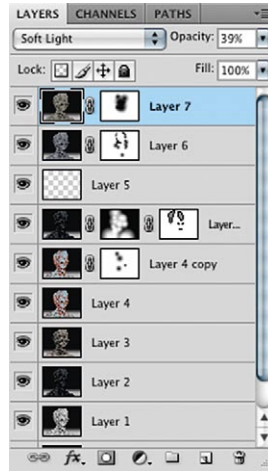 LAYERS CHANNELS PATHS
Soft Light Opacity: 39%
Lock: Fill: 100%
Layer 7
Layer 6
Layer 5
Layer...
Layer 4 copy
Layer 4
Layer 3
Layer 2
Layer 1
fx.